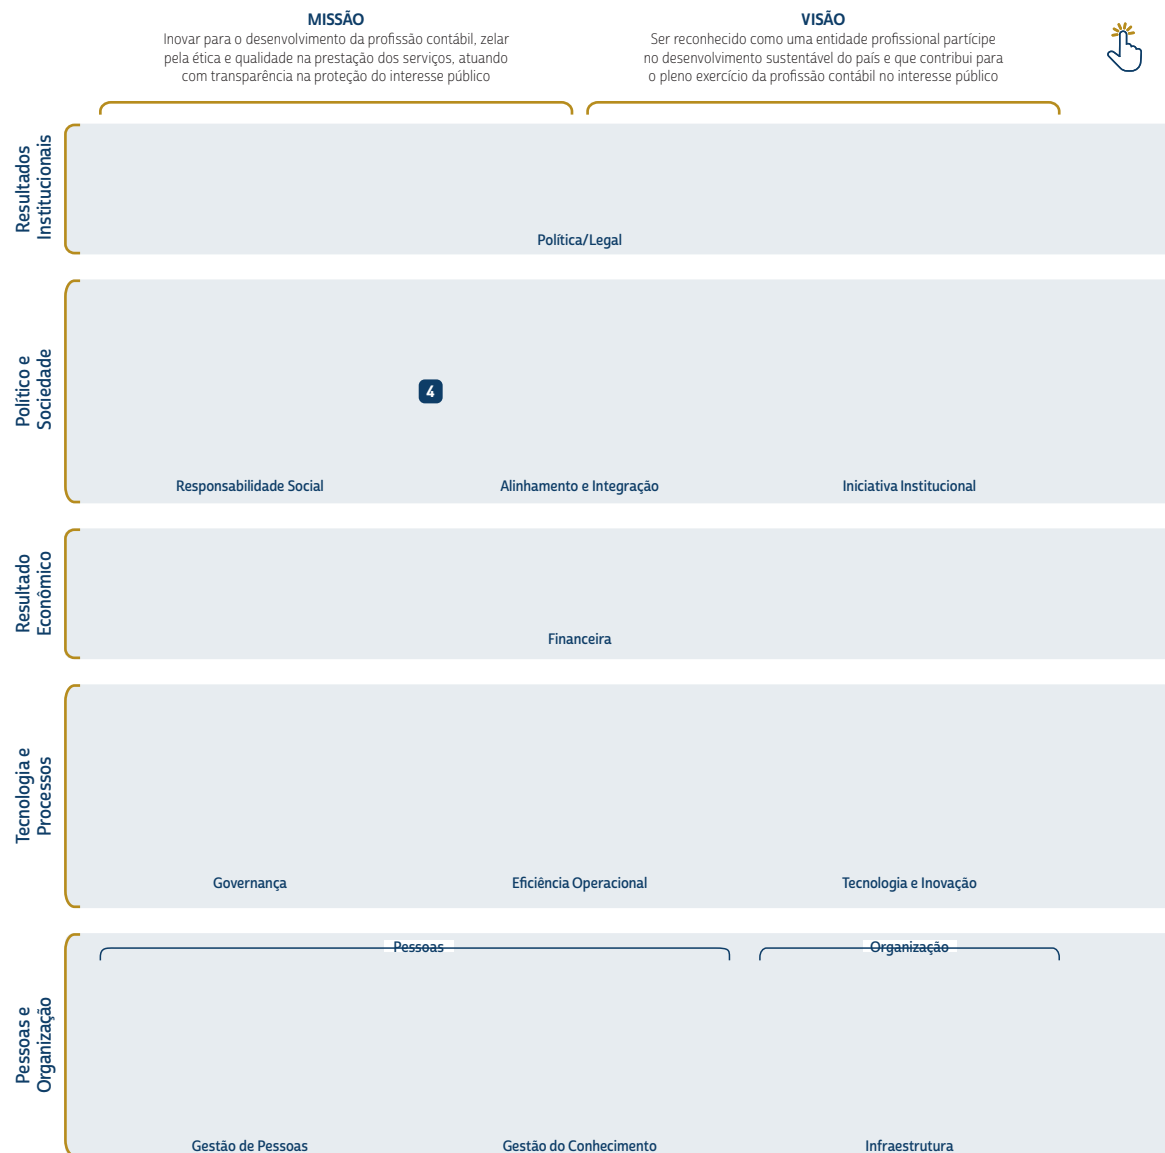 MISSÃO
Inovar para o desenvolvimento da profissão contábil, zelar
pela ética e qualidade na prestação dos serviços, atuando
com transparência na proteção do interesse público
VISÃO
Ser reconhecido como uma entidade profissional partícipe
no desenvolvimento sustentável do país e que contribui para
o pleno exercício da profissão contábil no interesse público
Resultados
Institucionais
Política/Legal
Político e
Sociedade
4
Responsabilidade Social
Alinhamento e Integração
Iniciativa Institucional
Resultado
Econômico
Financeira
Tecnologia e
Processos
Governança
Eficiência Operacional
Tecnologia e Inovação
Pessoas e
Organização
Pessoas
Organização
Gestão de Pessoas
Gestão do Conhecimento
Infraestrutura